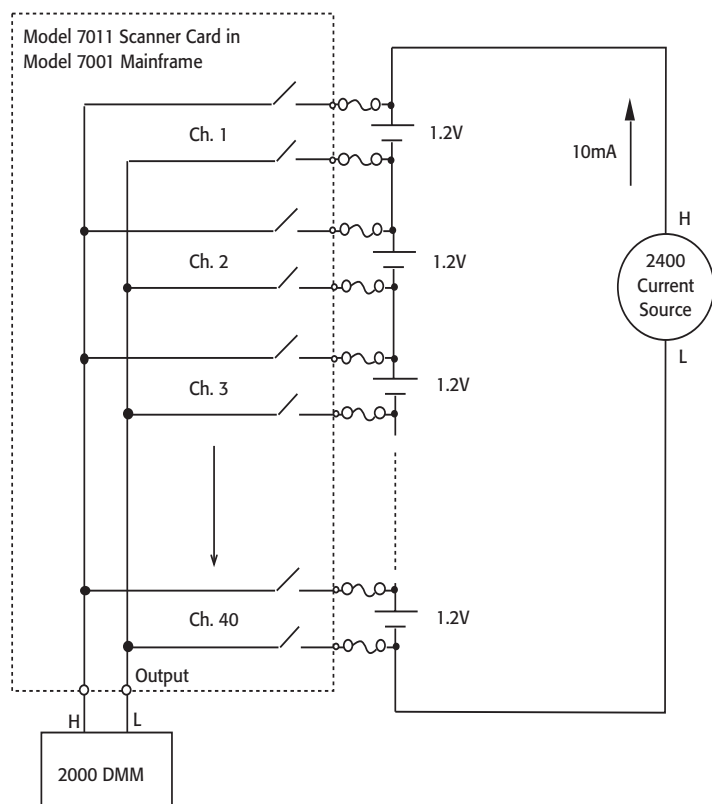 Model 7011 Scanner Card in
Model 7001 Mainframe
Ch. 1
1.2V
10mA
H
Ch. 2
1.2V
2400
Current
Source
L
Ch. 3
1.2V
Ch. 40
1.2V
Output
H
L
2000 DMM